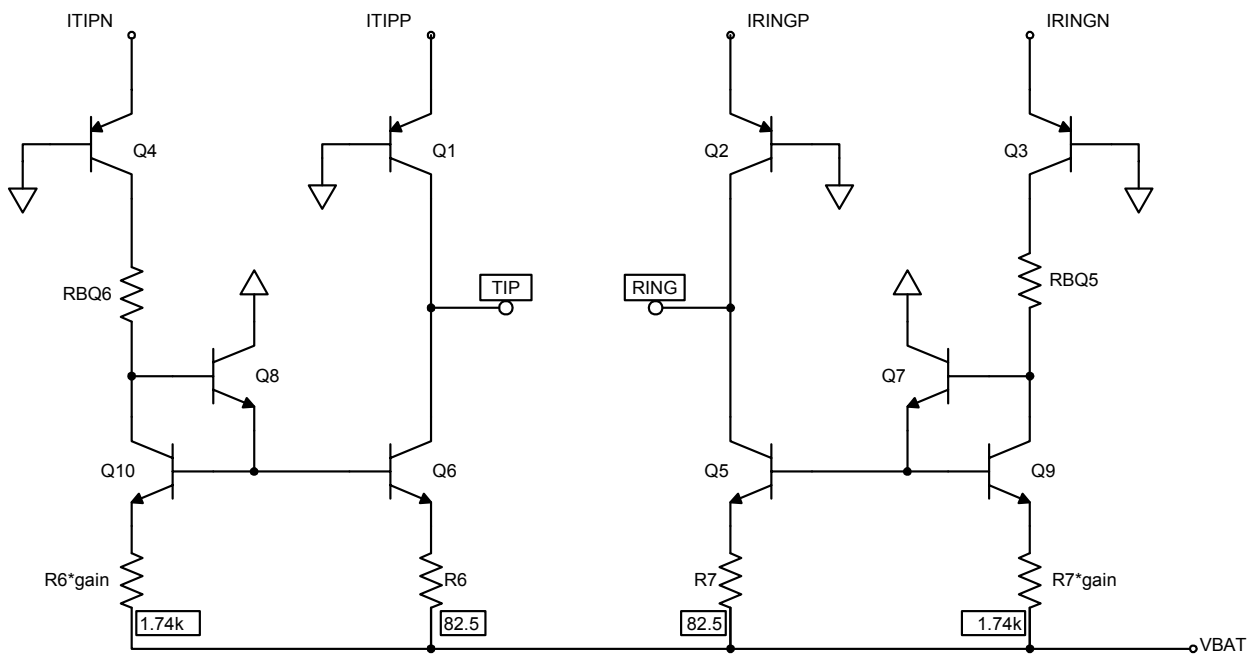 ITIPN
ITIPP
IRINGP
IRINGN
Q4
Q1
Q2
Q3
RBQ6
TIP
RING
RBQ5
Q8
Q7
Q10
Q6
Q5
Q9
R6*gain
R6
R7
R7*gain
1.74k
82.5
82.5
1.74k
VBAT